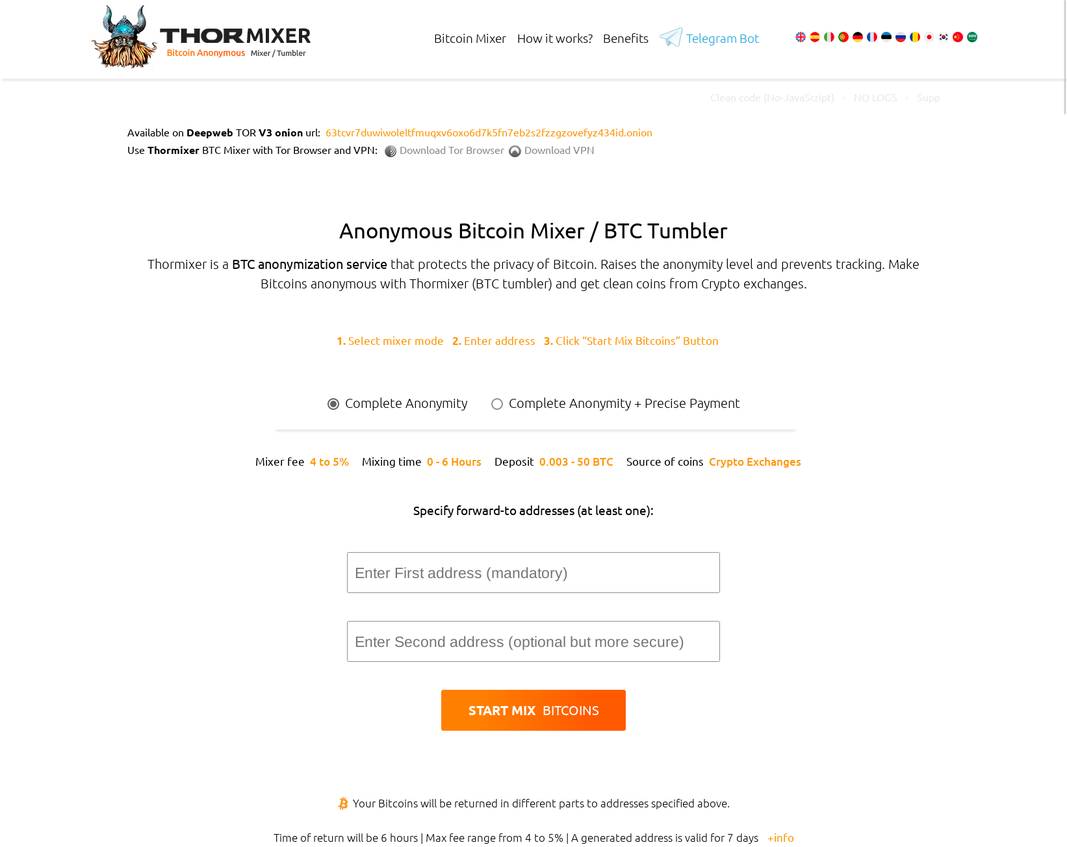 THORMIXER
Bitcoin Anonymous Mixer / Tumbler
Bitcoin Mixer How it works? Benefits Telegram Bot
Clean code (No-JavaScript) • NO LOGS • Supp
Available on Deepweb TOR V3 onion url: 63tcvr7duwiwoleltfmuqxv6oxo6d7k5fn7eb2s2fzzgzovefyz434id.onion
Use Thormixer BTC Mixer with Tor Browser and VPN: Download Tor Browser Download VPN
Anonymous Bitcoin Mixer / BTC Tumbler
Thormixer is a BTC anonymization service that protects the privacy of Bitcoin. Raises the anonymity level and prevents tracking. Make
Bitcoins anonymous with Thormixer (BTC tumbler) and get clean coins from Crypto exchanges.
1. Select mixer mode 2. Enter address 3. Click “Start Mix Bitcoins” Button
Complete Anonymity Complete Anonymity + Precise Payment
Mixer fee 4 to 5% Mixing time 0 - 6 Hours Deposit 0.003 - 50 BTC Source of coins Crypto Exchanges
Specify forward-to addresses (at least one):
Enter First address (mandatory)
Enter Second address (optional but more secure)
START MIX BITCOINS
Your Bitcoins will be returned in different parts to addresses specified above.
Time of return will be 6 hours | Max fee range from 4 to 5% | A generated address is valid for 7 days +info